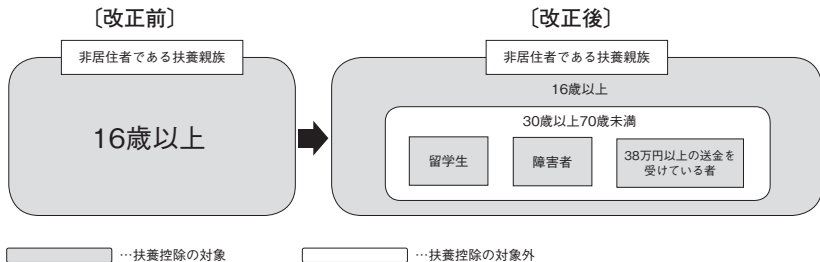 〔改正前〕
非居住者である扶養親族
16歳以上
〔改正後〕
非居住者である扶養親族
16歳以上
30歳以上70歳未満
留学生
障害者
38万円以上の送金を
受けている者
…扶養控除の対象
…扶養控除の対象外